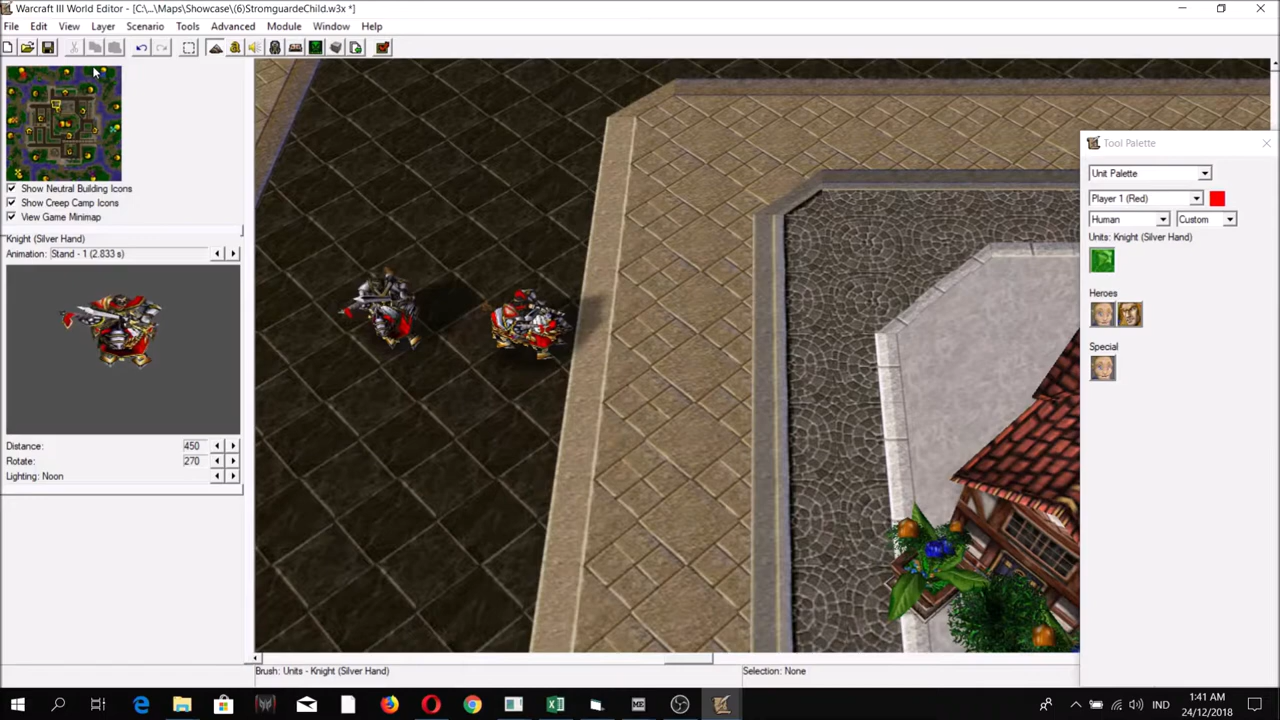 Warcraft III World Editor - [C:\...\Maps\Showcase\(6)StromguardeChild.w3x *]
File Edit View Layer Scenario Tools Advanced Module Window Help
Show Neutral Building Icons
Show Creep Camp Icons
View Game Minimap
Knight (Silver Hand)
Animation: Stand - 1 (2.833 s)
Distance: 450
Rotate: 270
Lighting: Noon
Tool Palette
Unit Palette
Player 1 (Red)
Human Custom
Units: Knight (Silver Hand)
Heroes
Special
Brush: Units - Knight (Silver Hand)
Selection: None
ME
IND
1:41 AM
24/12/2018